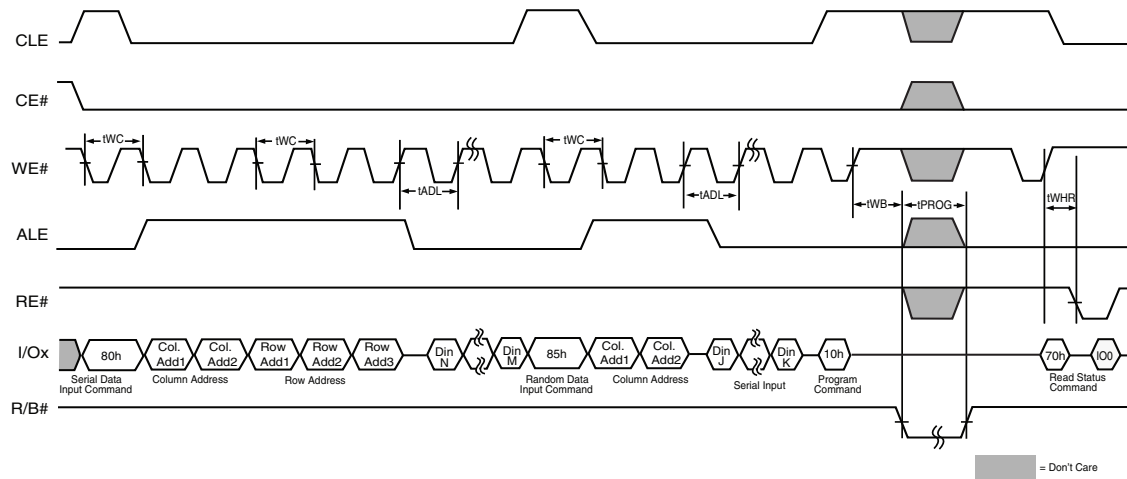 CLE
CE#
tWC tWC tWC
WE#
tADL tADL
tWB tPROG tWHR
ALE
RE#
I/Ox 80h Col. Add1 Col. Add2 Row Add1 Row Add2 Row Add3 Din N Din M 85h Col. Add1 Col. Add2 Din J Din K 10h 70h IO0
Serial Data Input Command Column Address Row Address Random Data Input Command Column Address Serial Input Program Command Read Status Command
R/B#
= Don't Care